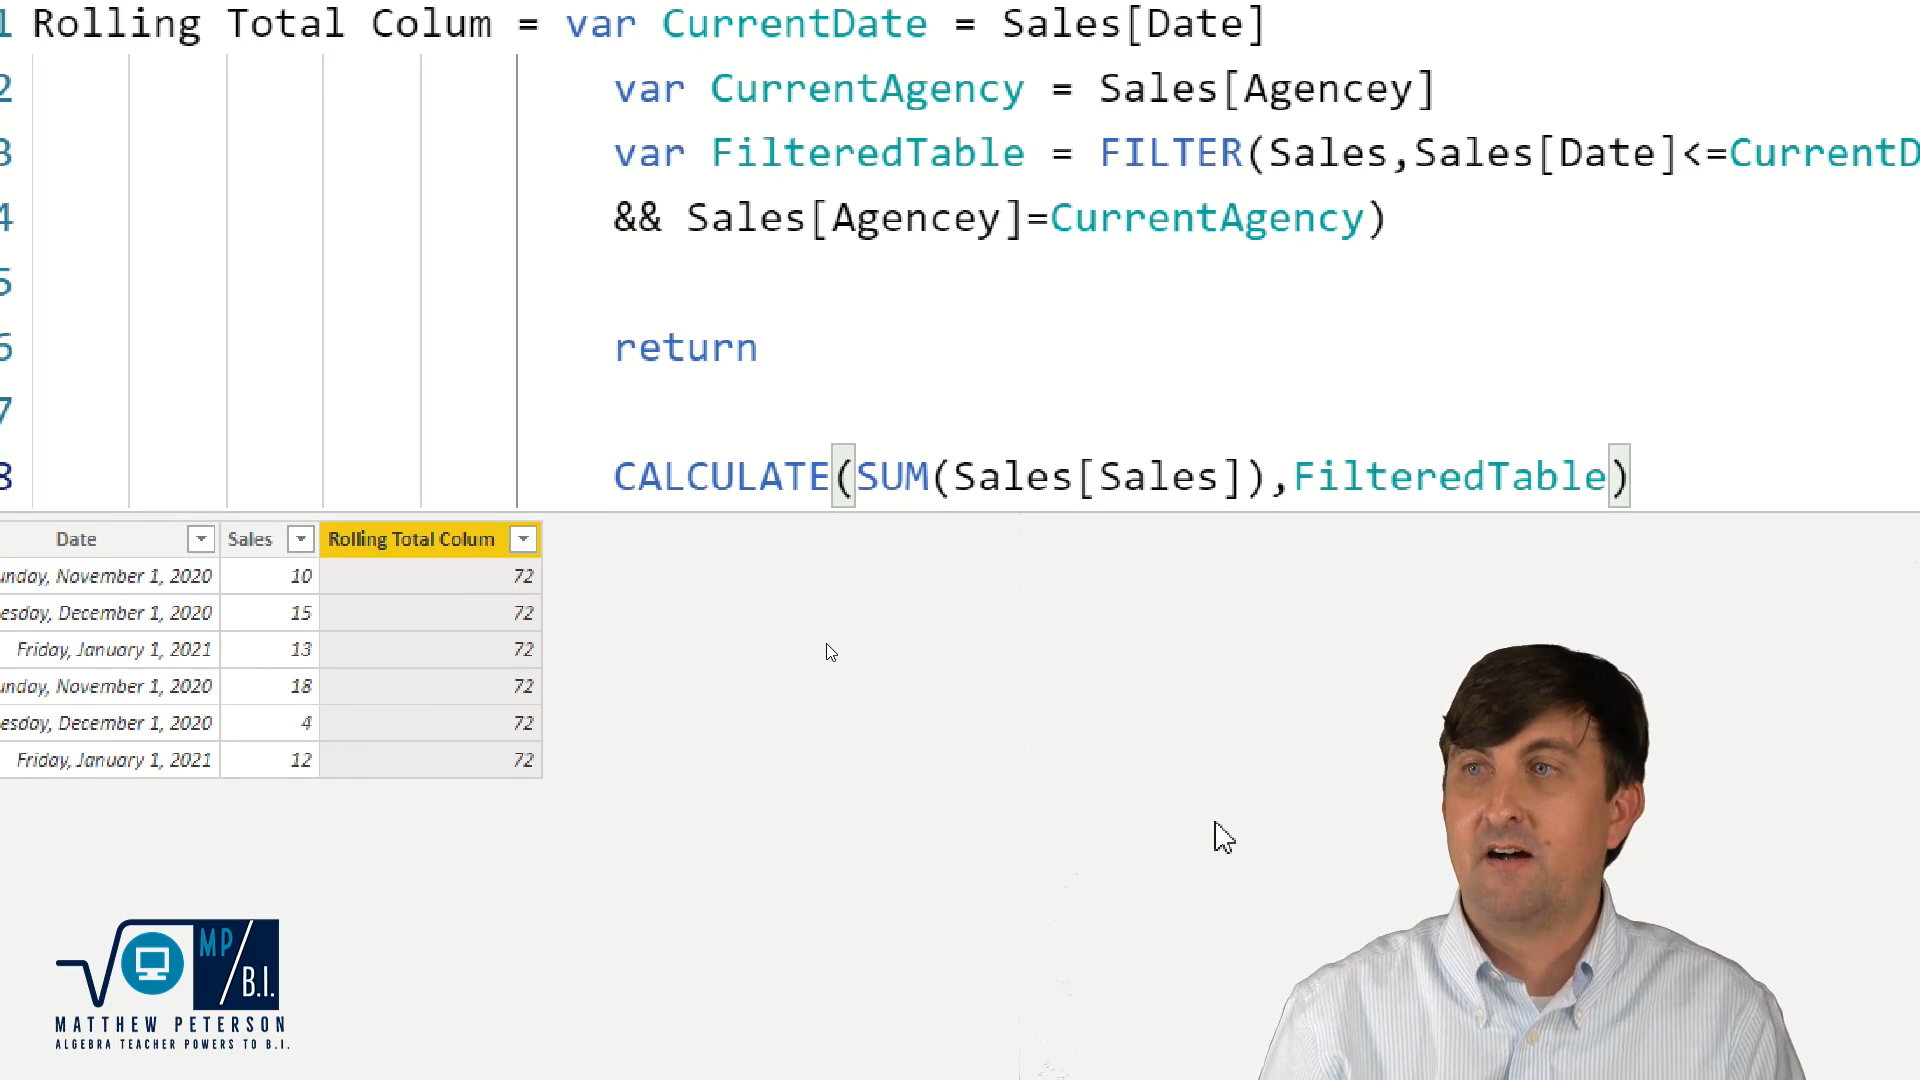 1 Rolling Total Colum = var CurrentDate = Sales[Date]
2 var CurrentAgency = Sales[Agencey]
3 var FilteredTable = FILTER(Sales,Sales[Date]<=CurrentD
4 && Sales[Agencey]=CurrentAgency)
5
6 return
7
8 CALCULATE(SUM(Sales[Sales]),FilteredTable)
Date Sales Rolling Total Colum
unday, November 1, 2020 10 72
esday, December 1, 2020 15 72
Friday, January 1, 2021 13 72
unday, November 1, 2020 18 72
esday, December 1, 2020 4 72
Friday, January 1, 2021 12 72
MP/B.I.
MATTHEW PETERSON
ALGEBRA TEACHER POWERS TO B.I.